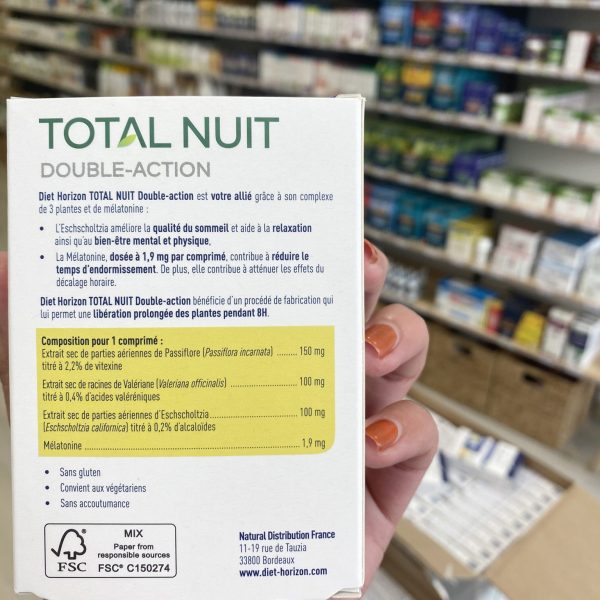 TOTAL NUIT
DOUBLE-ACTION
Diet Horizon TOTAL NUIT Double-action est votre allié grâce à son complexe
de 3 plantes et de mélatonine :
• L'Eschscholtzia améliore la qualité du sommeil et aide à la relaxation
ainsi qu'au bien-être mental et physique,
• La Mélatonine, dosée à 1,9 mg par comprimé, contribue à réduire le
temps d'endormissement. De plus, elle contribue à atténuer les effets du
décalage horaire.
Diet Horizon TOTAL NUIT Double-action bénéficie d'un procédé de fabrication qui
lui permet une libération prolongée des plantes pendant 8H.
Composition pour 1 comprimé :
Extrait sec de parties aériennes de Passiflore (Passiflora incarnata) .......... 150 mg
titré à 2,2% de vitexine
Extrait sec de racines de Valériane (Valeriana officinalis) ............................ 100 mg
titré à 0,4% d'acides valéréniques
Extrait sec de parties aériennes d'Eschscholtzia................................... 100 mg
(Eschscholtzia californica) titré à 0,2% d'alcaloïdes
Mélatonine ........................................................................................ 1,9 mg
• Sans gluten
• Convient aux végétariens
• Sans accoutumance
FSC
MIX
Paper from
responsible sources
FSC® C150274
Natural Distribution France
11-19 rue de Tauzia
33800 Bordeaux
www.diet-horizon.com